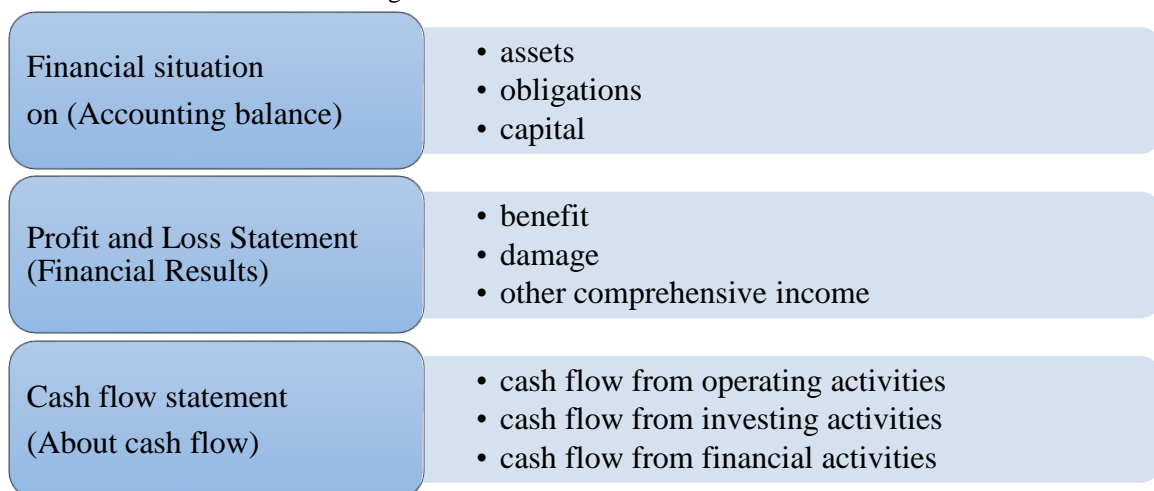 Financial situation
on (Accounting balance)
• assets
• obligations
• capital
Profit and Loss Statement
(Financial Results)
• benefit
• damage
• other comprehensive income
Cash flow statement
(About cash flow)
• cash flow from operating activities
• cash flow from investing activities
• cash flow from financial activities